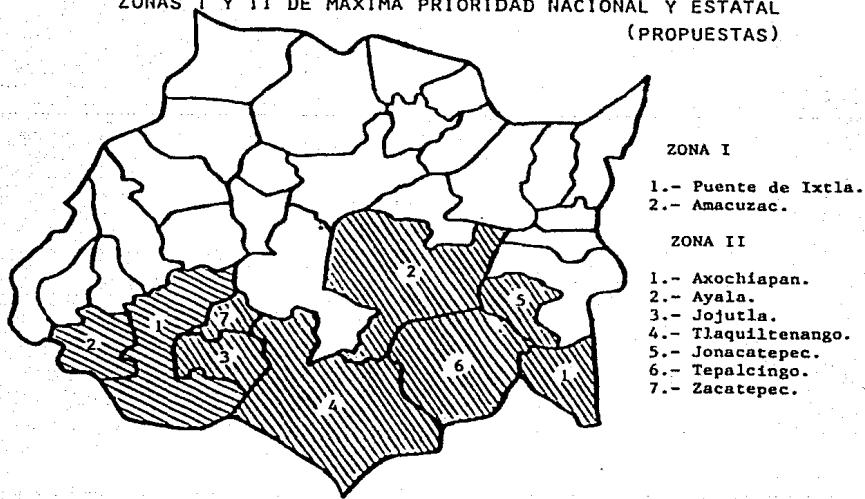 ZONAS I Y II DE MAXIMA PRIORIDAD NACIONAL Y ESTATAL
(PROPUESTAS)
ZONA I
1.- Puente de Ixtla.
2.- Amacuzac.
ZONA II
1.- Axochiapan.
2.- Ayala.
3.- Jojutla.
4.- Tlaquiltenango.
5.- Jonacatepec.
6.- Tepalcingo.
7.- Zacatepec.
2
5
1
7
2
3
6
1
4